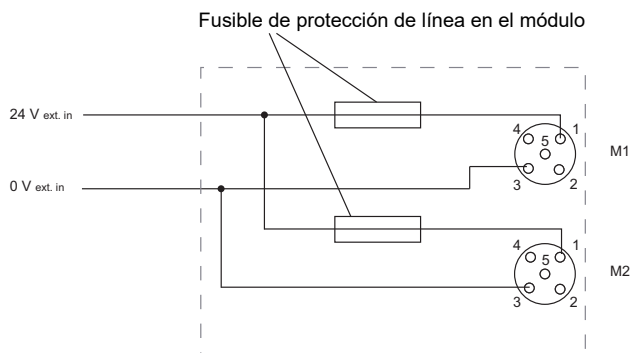 Fusible de protección de línea en el módulo
24 V ext. in
4 1
5
3 2
M1
0 V ext. in
4 1
5
3 2
M2